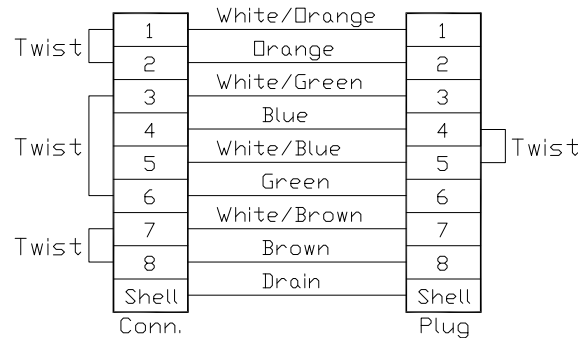 White/Orange
1 1
Twist Orange
2 2
White/Green
3 3
Blue
4 4
Twist White/Blue Twist
5 5
Green
6 6
White/Brown
7 7
Twist Brown
8 8
Drain
Shell Shell
Conn. Plug